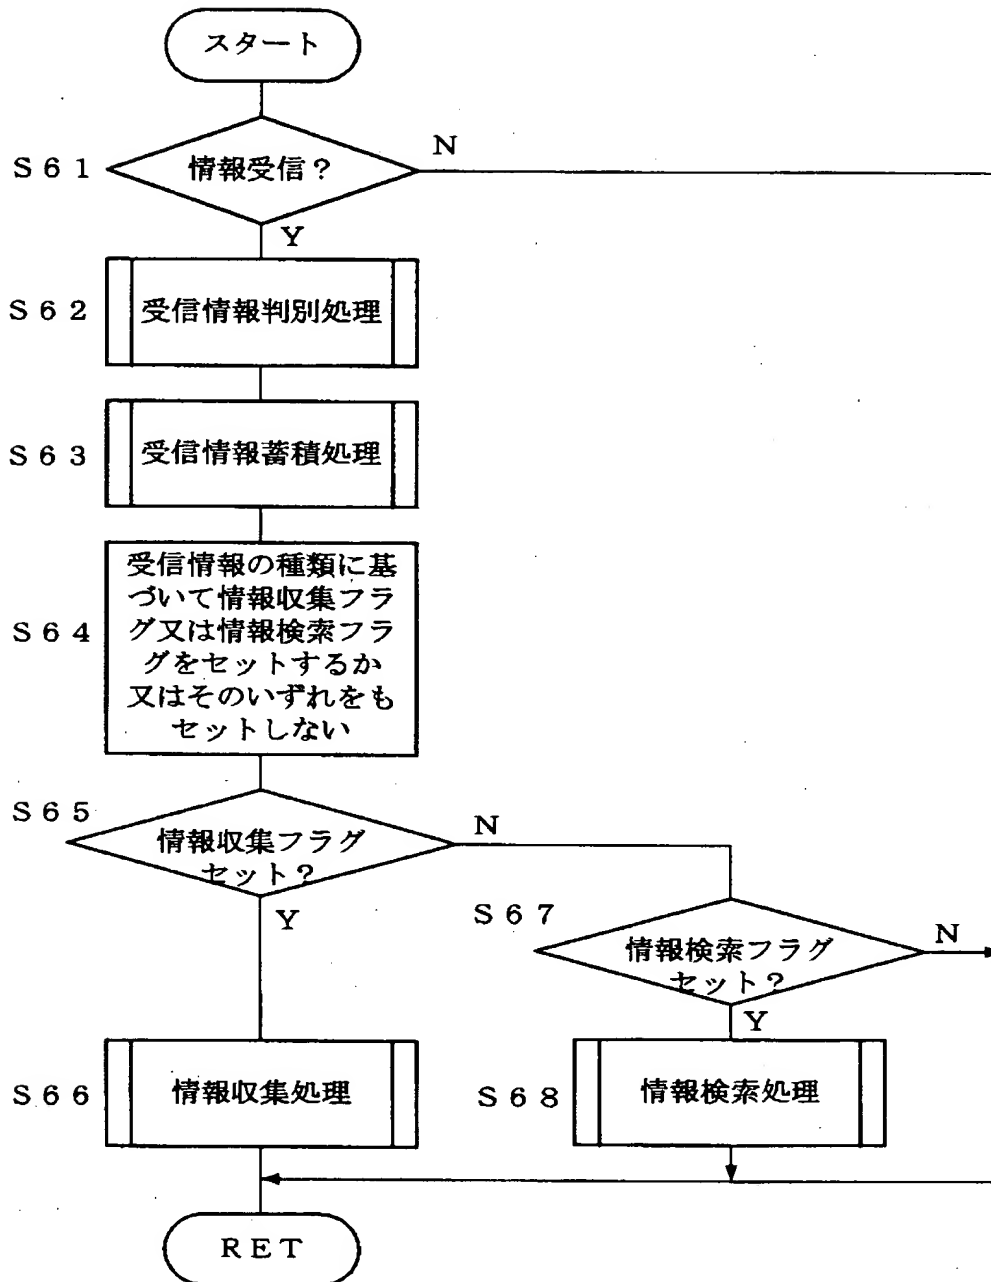 スタート
S61
情報受信?
N
Y
S62
受信情報判別処理
S63
受信情報蓄積処理
S64
受信情報の種類に基
づいて情報収集フラ
グ又は情報検索フラ
グをセットするか
又はそのいずれをも
セットしない
S65
情報収集フラグ
セット?
N
Y
S67
情報検索フラグ
セット?
N
Y
S66
情報収集処理
S68
情報検索処理
RET